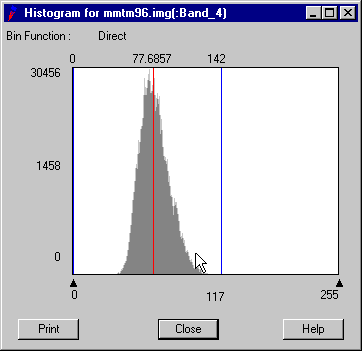 Histogram for mmtm96.img(:Band_4)
Bin Function : Direct
0 77.6857 142
30456
1458
0
0 117 255
Print Close Help